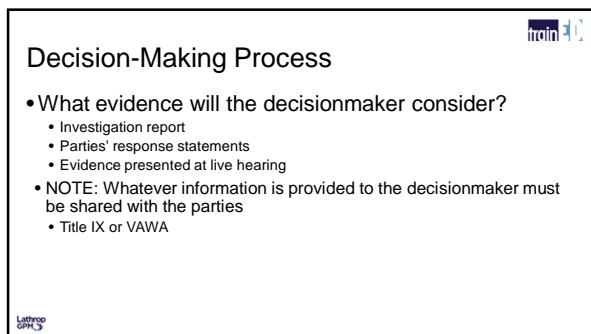 trainED
Decision-Making Process
• What evidence will the decisionmaker consider?
• Investigation report
• Parties' response statements
• Evidence presented at live hearing
• NOTE: Whatever information is provided to the decisionmaker must
be shared with the parties
• Title IX or VAWA
Lathrop
GPM